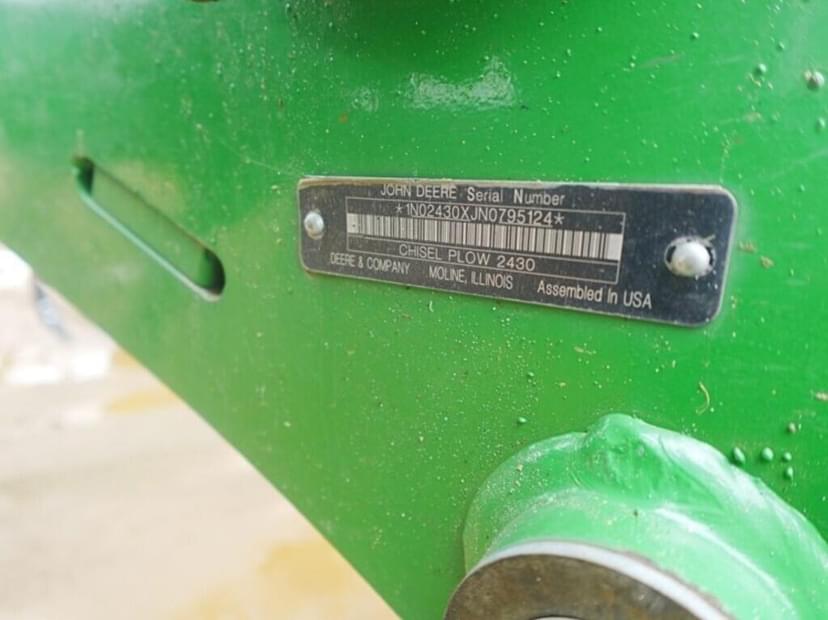 JOHN DEERE Serial Number
*1N02430XJN0795124*
CHISEL PLOW 2430
DEERE & COMPANY MOLINE, ILLINOIS Assembled In USA